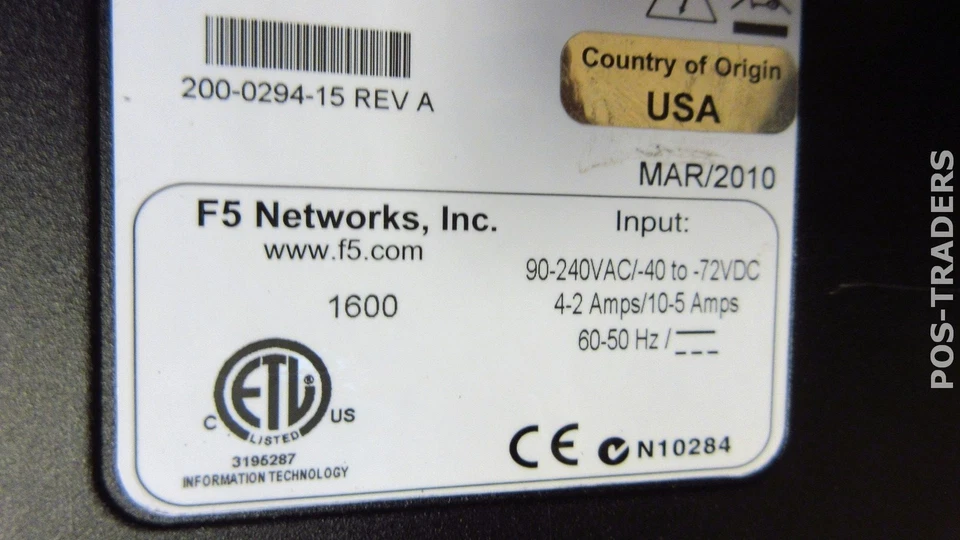 200-0294-15 REV A
Country of Origin
USA
MAR/2010
F5 Networks, Inc.
www.f5.com
1600
Input:
90-240VAC/-40 to -72VDC
4-2 Amps/10-5 Amps
60-50 Hz /
ETL®
C US
LISTED
3195287
INFORMATION TECHNOLOGY
CE N10284
POS-TRADERS